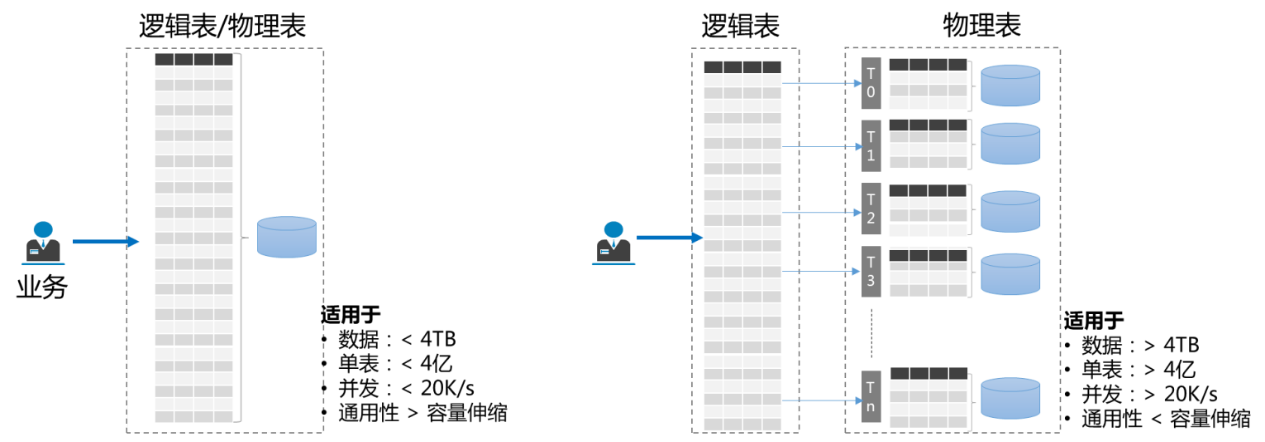 逻辑表/物理表
业务
适用于
• 数据：< 4TB
• 单表：< 4亿
• 并发：< 20K/s
• 通用性 > 容量伸缩
逻辑表
物理表
T0
T1
T2
T3
Tn
适用于
• 数据：> 4TB
• 单表：> 4亿
• 并发：> 20K/s
• 通用性 < 容量伸缩